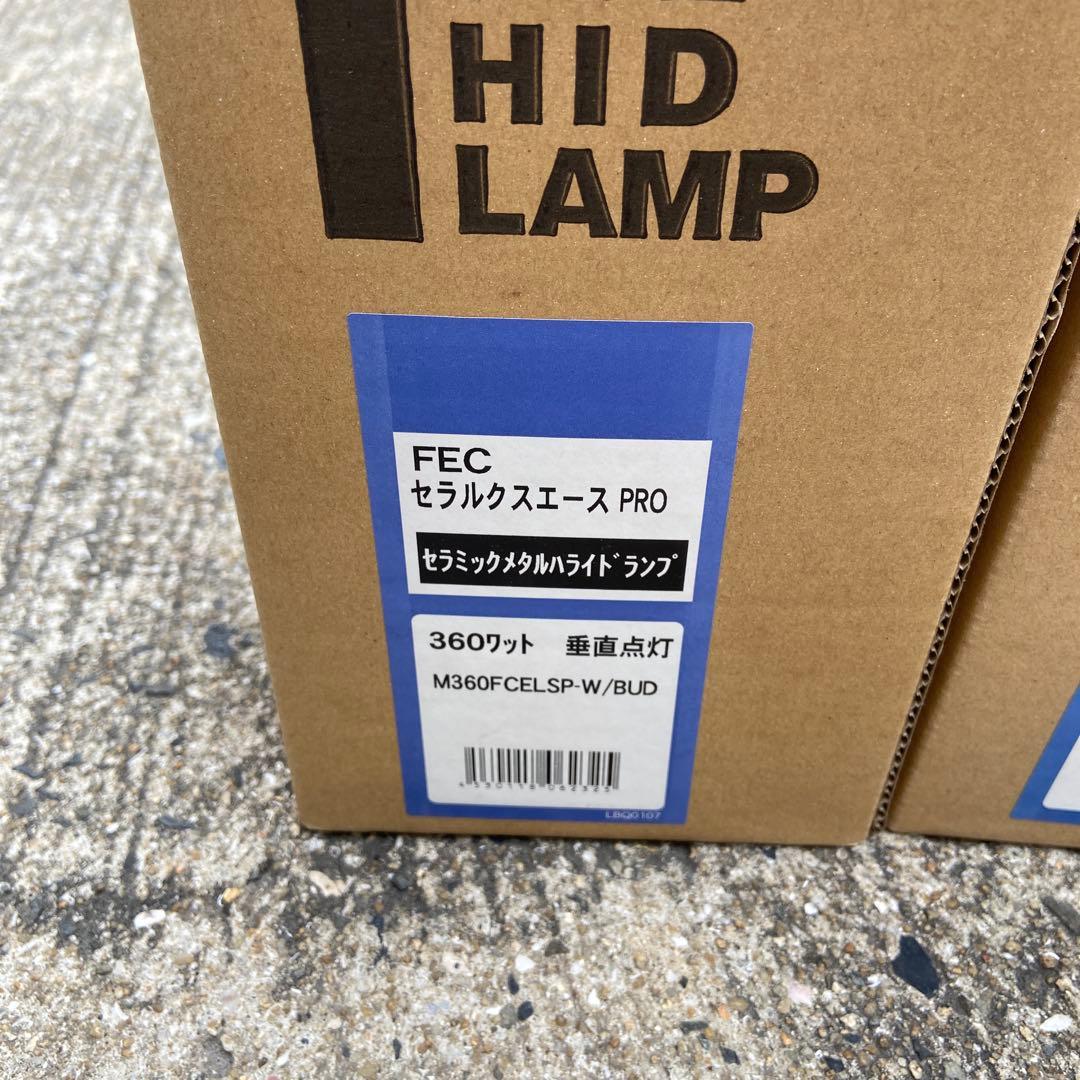 HID
LAMP
FEC
セラルクスエース PRO
セラミックメタルハライドランプ
360ワット 垂直点灯
M360FCELSP-W/BUD
LBQ0107